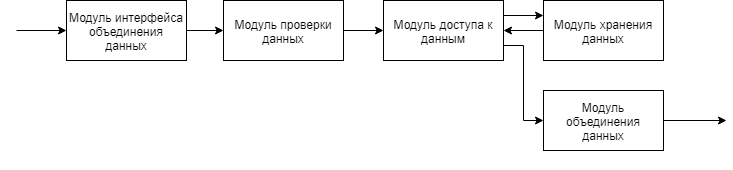 Модуль интерфейса
объединения
данных
Модуль проверки
данных
Модуль доступа к
данным
Модуль хранения
данных
Модуль
объединения
данных